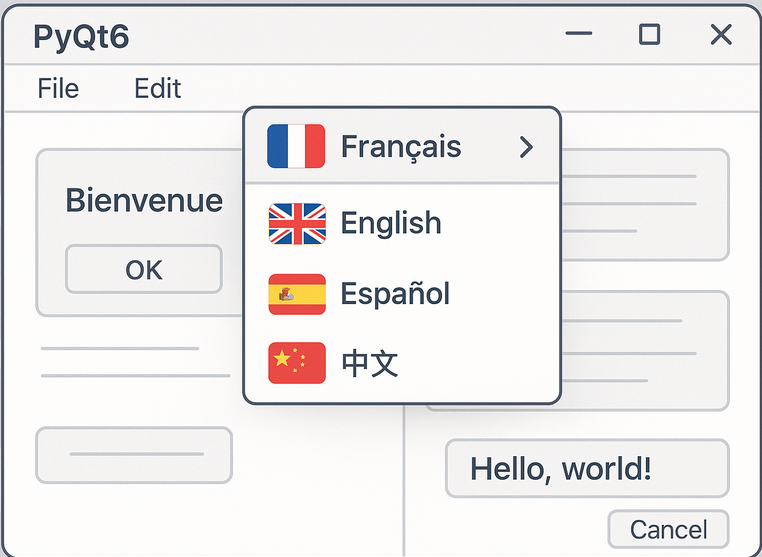 PyQt6
File Edit
Français
Bienvenue
English
OK
Español
中文
Hello, world!
Cancel